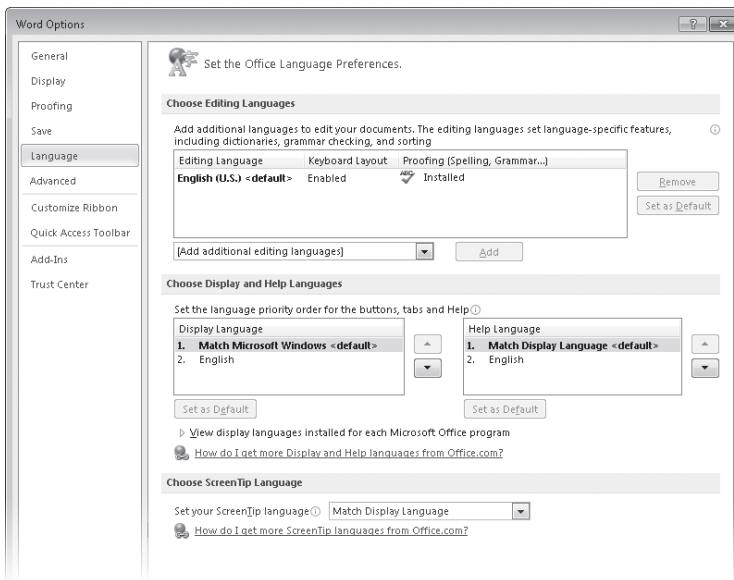 Word Options
General
Display
Proofing
Save
Language
Advanced
Customize Ribbon
Quick Access Toolbar
Add-Ins
Trust Center
Set the Office Language Preferences.
Choose Editing Languages
Add additional languages to edit your documents. The editing languages set language-specific features,
including dictionaries, grammar checking, and sorting
Editing Language Keyboard Layout Proofing (Spelling, Grammar...)
English (U.S.) <default> Enabled ABC Installed
Remove
Set as Default
[Add additional editing languages] Add
Choose Display and Help Languages
Set the language priority order for the buttons, tabs and Help
Display Language
1. Match Microsoft Windows <default>
2. English
Set as Default
Help Language
1. Match Display Language <default>
2. English
Set as Default
View display languages installed for each Microsoft Office program
How do I get more Display and Help languages from Office.com?
Choose ScreenTip Language
Set your ScreenTip language Match Display Language
How do I get more ScreenTip languages from Office.com?